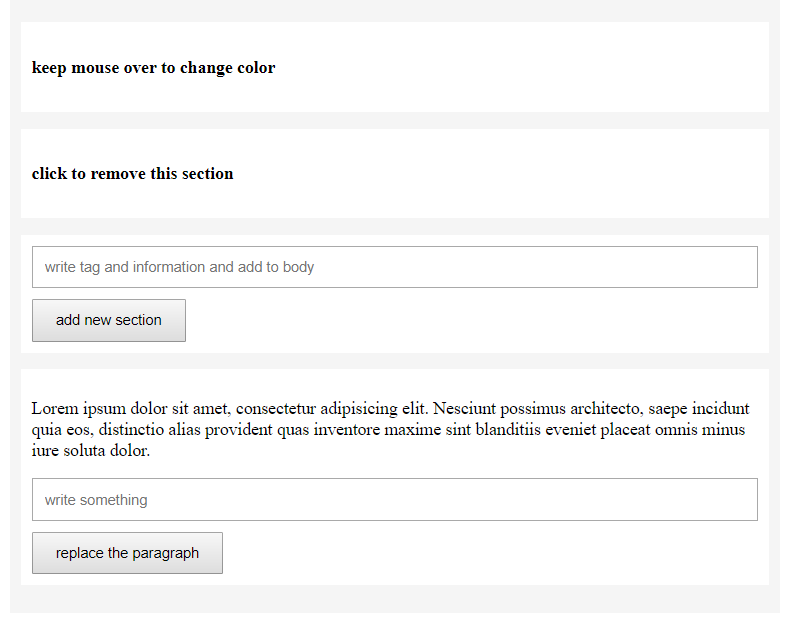 keep mouse over to change color
click to remove this section
write tag and information and add to body
add new section
Lorem ipsum dolor sit amet, consectetur adipisicing elit. Nesciunt possimus architecto, saepe incidunt
quia eos, distinctio alias provident quas inventore maxime sint blanditiis eveniet placeat omnis minus
iure soluta dolor.
write something
replace the paragraph